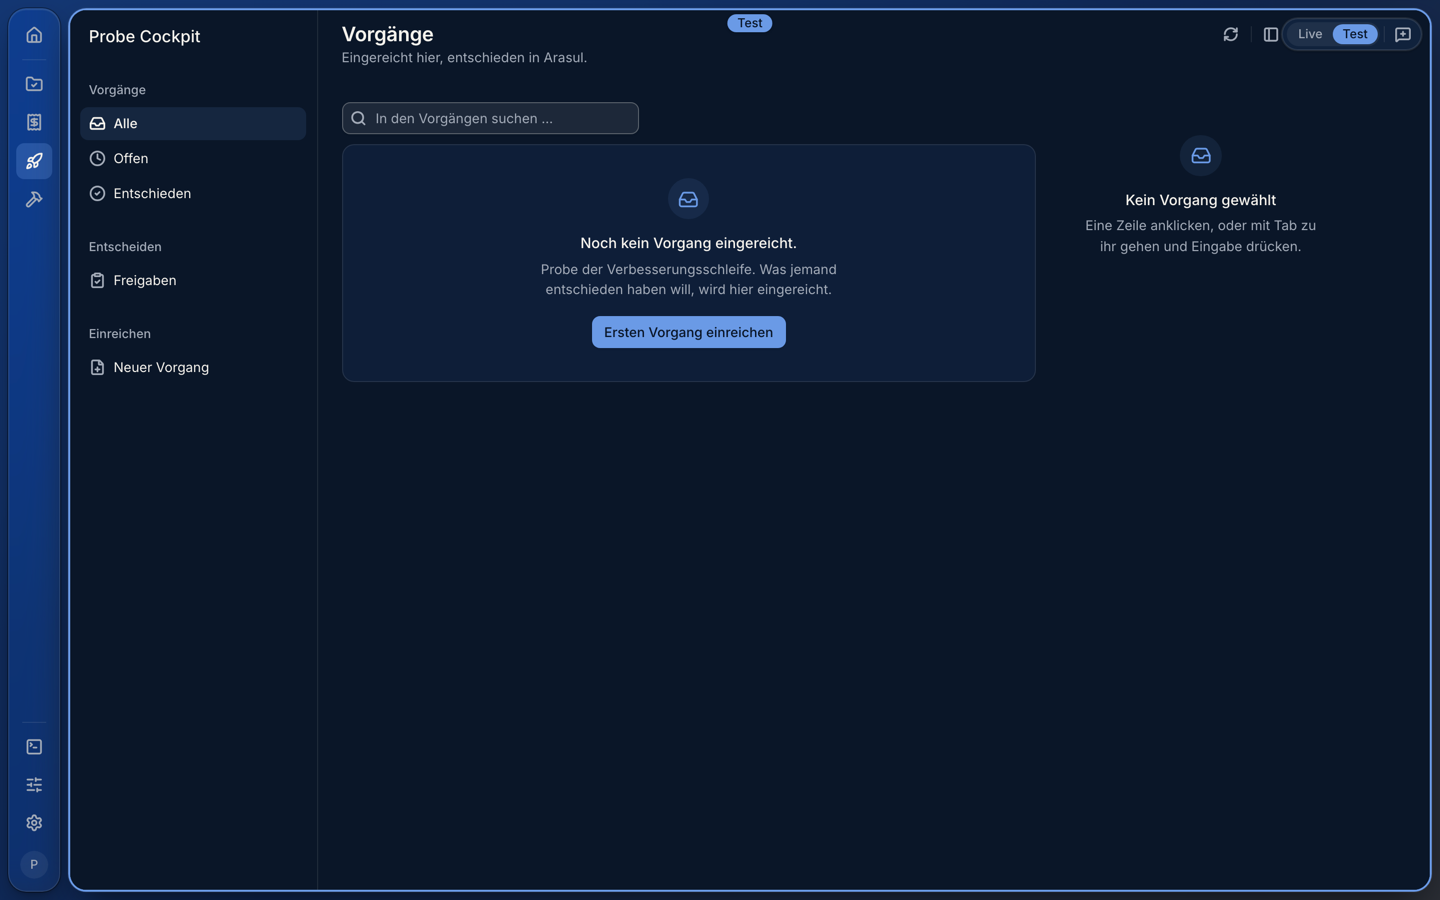 Test
Probe Cockpit
Vorgänge
Alle
Offen
Entschieden
Entscheiden
Freigaben
Einreichen
Neuer Vorgang
P
Vorgänge
Eingereicht hier, entschieden in Arasul.
Live
Test
In den Vorgängen suchen ...
Noch kein Vorgang eingereicht.
Probe der Verbesserungsschleife. Was jemand
entschieden haben will, wird hier eingereicht.
Ersten Vorgang einreichen
Kein Vorgang gewählt
Eine Zeile anklicken, oder mit Tab zu
ihr gehen und Eingabe drücken.